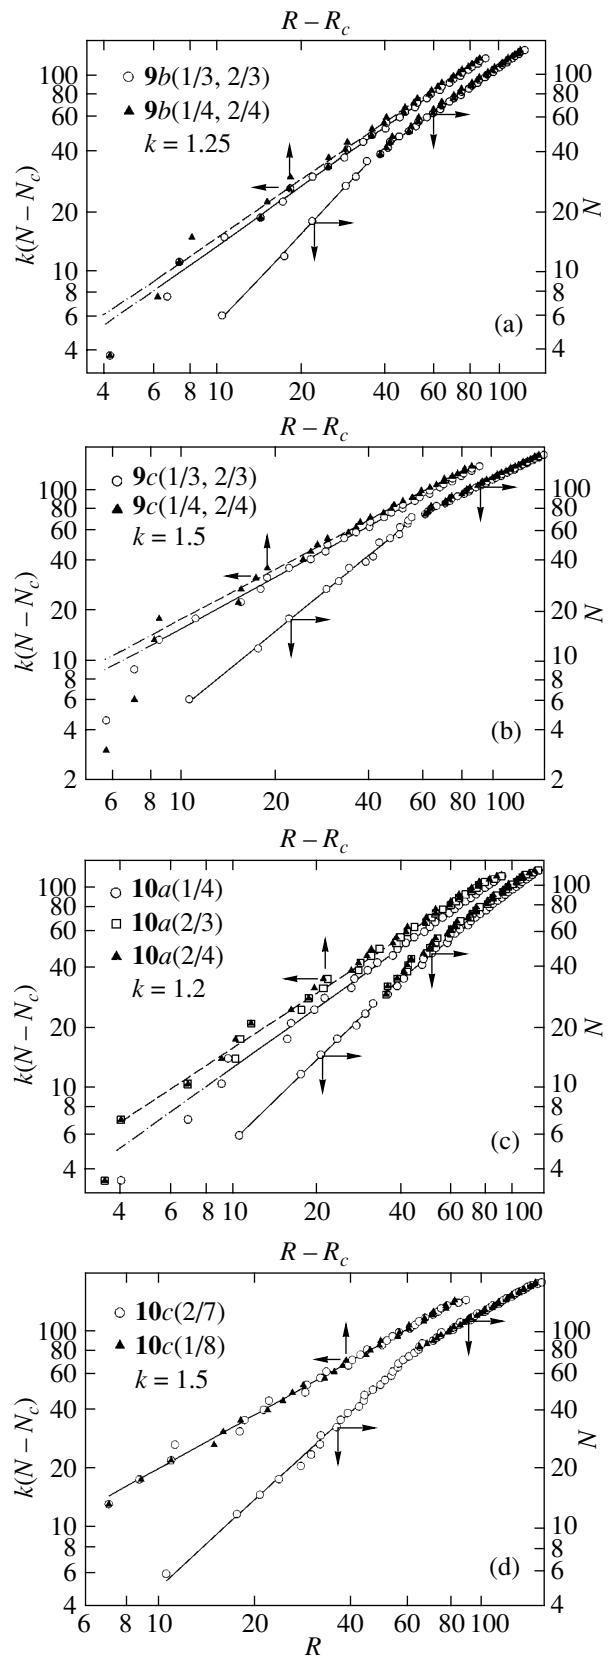 R – R_c
100
80
60
40
20
10
8
6
4
k(N – N_c)
9b(1/3, 2/3)
9b(1/4, 2/4)
k = 1.25
100
80
60
40
20
10
8
6
4
N
(a)
4 6 8 10 20 40 60 80 100
R – R_c
100
80
60
40
20
10
8
6
4
2
k(N – N_c)
9c(1/3, 2/3)
9c(1/4, 2/4)
k = 1.5
100
80
60
40
20
10
8
6
4
2
N
(b)
6 8 10 20 40 60 80 100
R – R_c
100
80
60
40
20
10
8
6
4
k(N – N_c)
10a(1/4)
10a(2/3)
10a(2/4)
k = 1.2
100
80
60
40
20
10
8
6
4
N
(c)
4 6 8 10 20 40 60 80 100
R – R_c
100
80
60
40
20
10
8
6
4
k(N – N_c)
10c(2/7)
10c(1/8)
k = 1.5
100
80
60
40
20
10
8
6
4
N
(d)
6 8 10 20 40 60 80 100
R